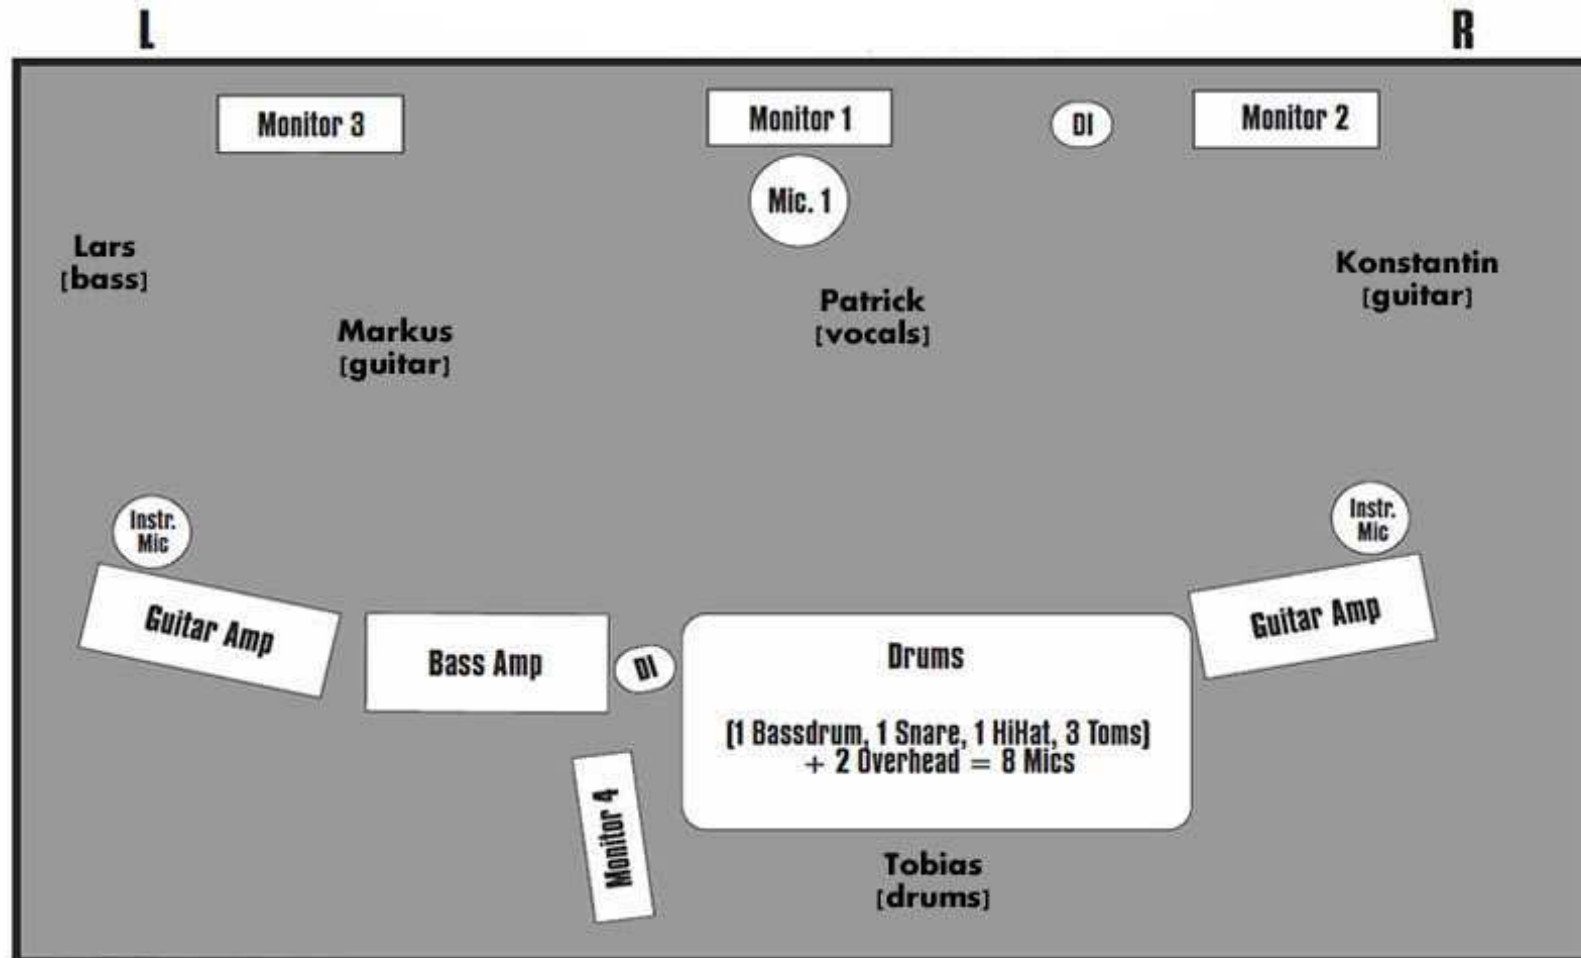 L
R
Monitor 3
Monitor 1
DI
Monitor 2
Mic. 1
Lars
[bass]
Markus
[guitar]
Patrick
[vocals]
Konstantin
[guitar]
Instr.
Mic
Instr.
Mic
Guitar Amp
Bass Amp
DI
Drums
(1 Bassdrum, 1 Snare, 1 HiHat, 3 Toms)
+ 2 Overhead = 8 Mics
Guitar Amp
Monitor 4
Tobias
[drums]